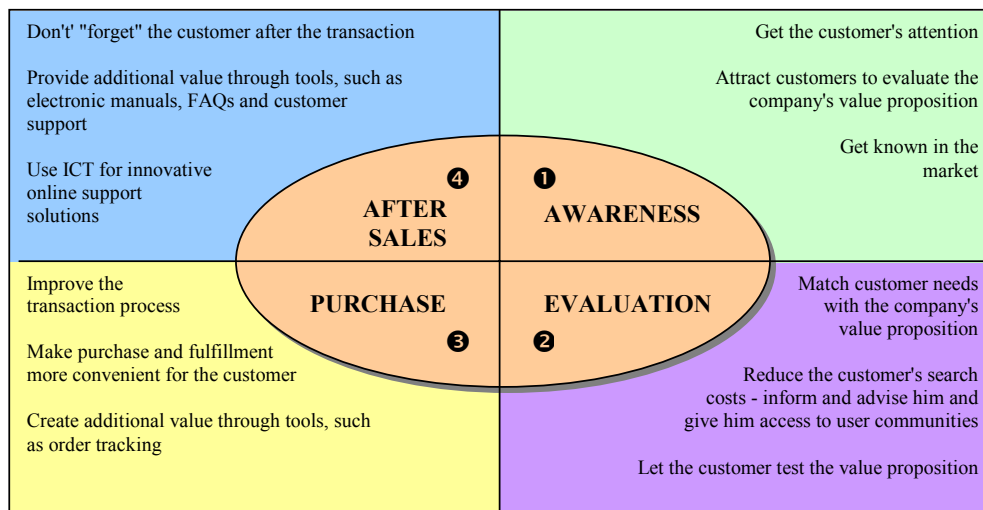 Don't' "forget" the customer after the transaction
Provide additional value through tools, such as
electronic manuals, FAQs and customer
support
Use ICT for innovative
online support
solutions
Get the customer's attention
Attract customers to evaluate the
company's value proposition
Get known in the
market
❹
AFTER
SALES
❶
AWARENESS
PURCHASE
❸
EVALUATION
❷
Improve the
transaction process
Make purchase and fulfillment
more convenient for the customer
Create additional value through tools, such
as order tracking
Match customer needs
with the company's
value proposition
Reduce the customer's search
costs - inform and advise him and
give him access to user communities
Let the customer test the value proposition